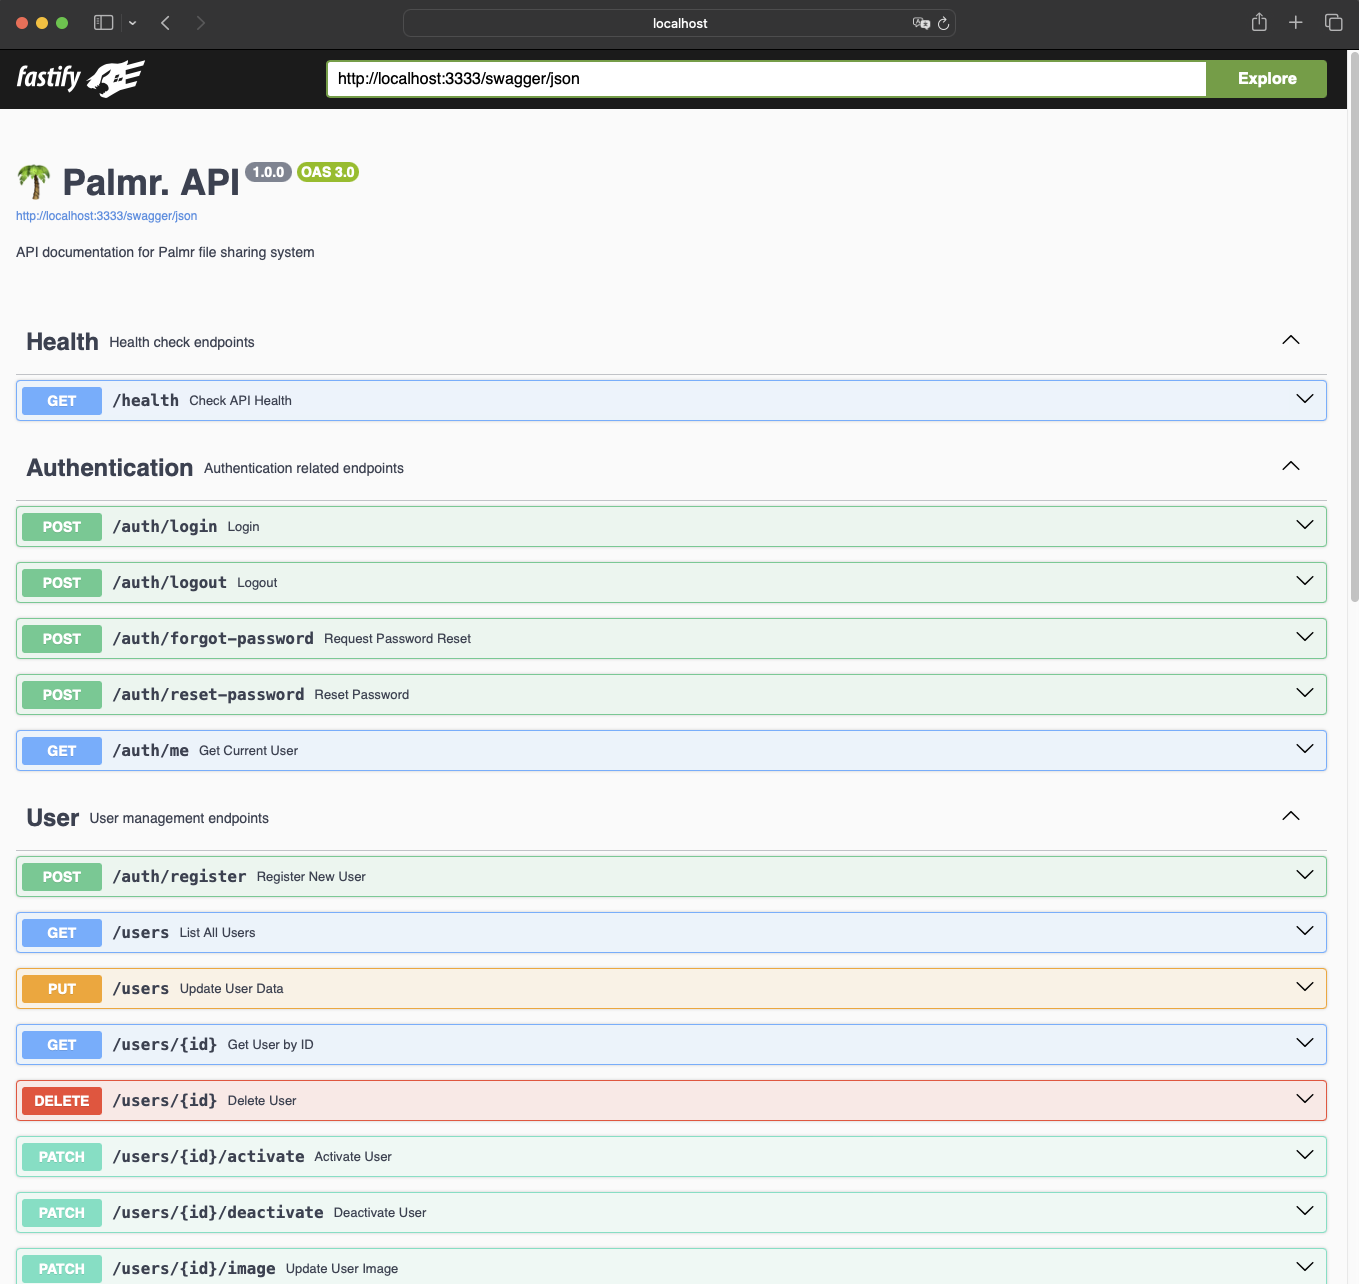 localhost
fastify
http://localhost:3333/swagger/json
Explore
Palmr. API 1.0.0 OAS 3.0
http://localhost:3333/swagger/json
API documentation for Palmr file sharing system
Health Health check endpoints
GET /health Check API Health
Authentication Authentication related endpoints
POST /auth/login Login
POST /auth/logout Logout
POST /auth/forgot-password Request Password Reset
POST /auth/reset-password Reset Password
GET /auth/me Get Current User
User User management endpoints
POST /auth/register Register New User
GET /users List All Users
PUT /users Update User Data
GET /users/{id} Get User by ID
DELETE /users/{id} Delete User
PATCH /users/{id}/activate Activate User
PATCH /users/{id}/deactivate Deactivate User
PATCH /users/{id}/image Update User Image